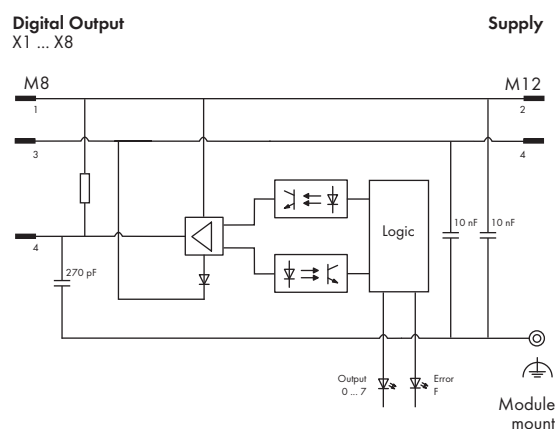 Digital Output
X1 ... X8
Supply
M8
M12
1
2
3
4
4
10 nF
10 nF
Logic
270 pF
Output
0 ... 7
Error
F
Module
mount